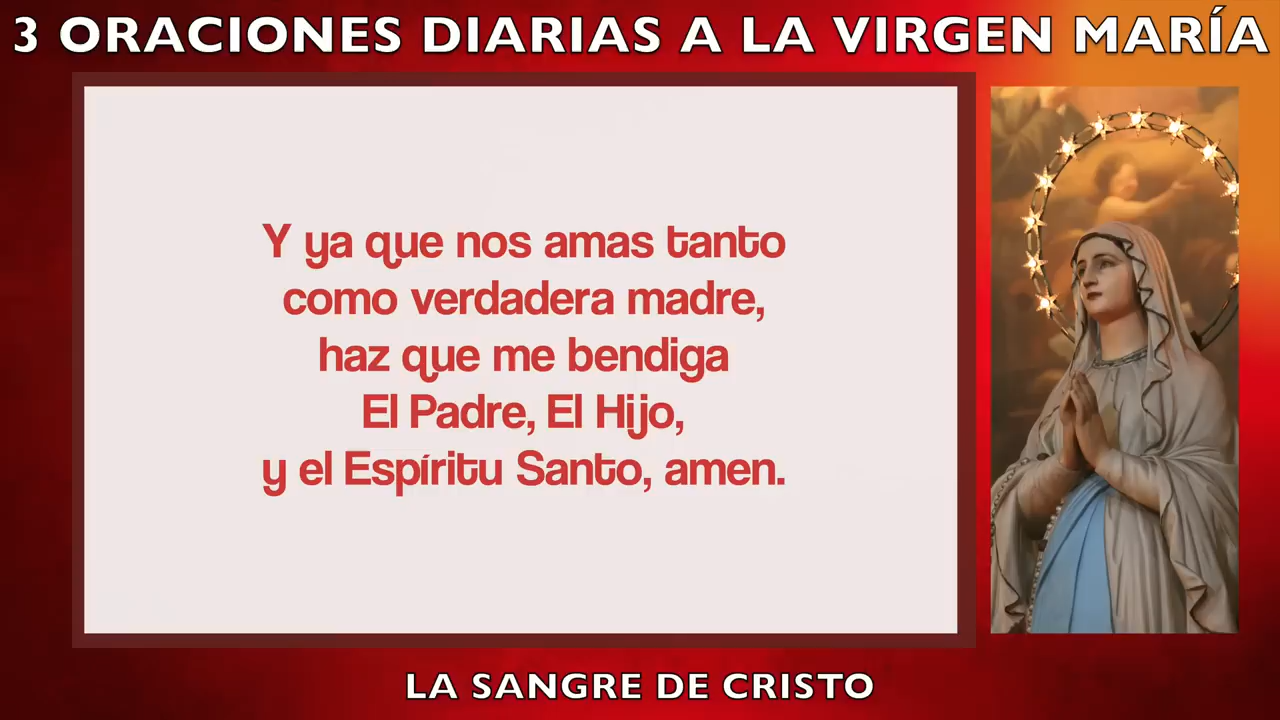 3 ORACIONES DIARIAS A LA VIRGEN MARÍA
Y ya que nos amas tanto
como verdadera madre,
haz que me bendiga
El Padre, El Hijo,
y el Espíritu Santo, amen.
LA SANGRE DE CRISTO